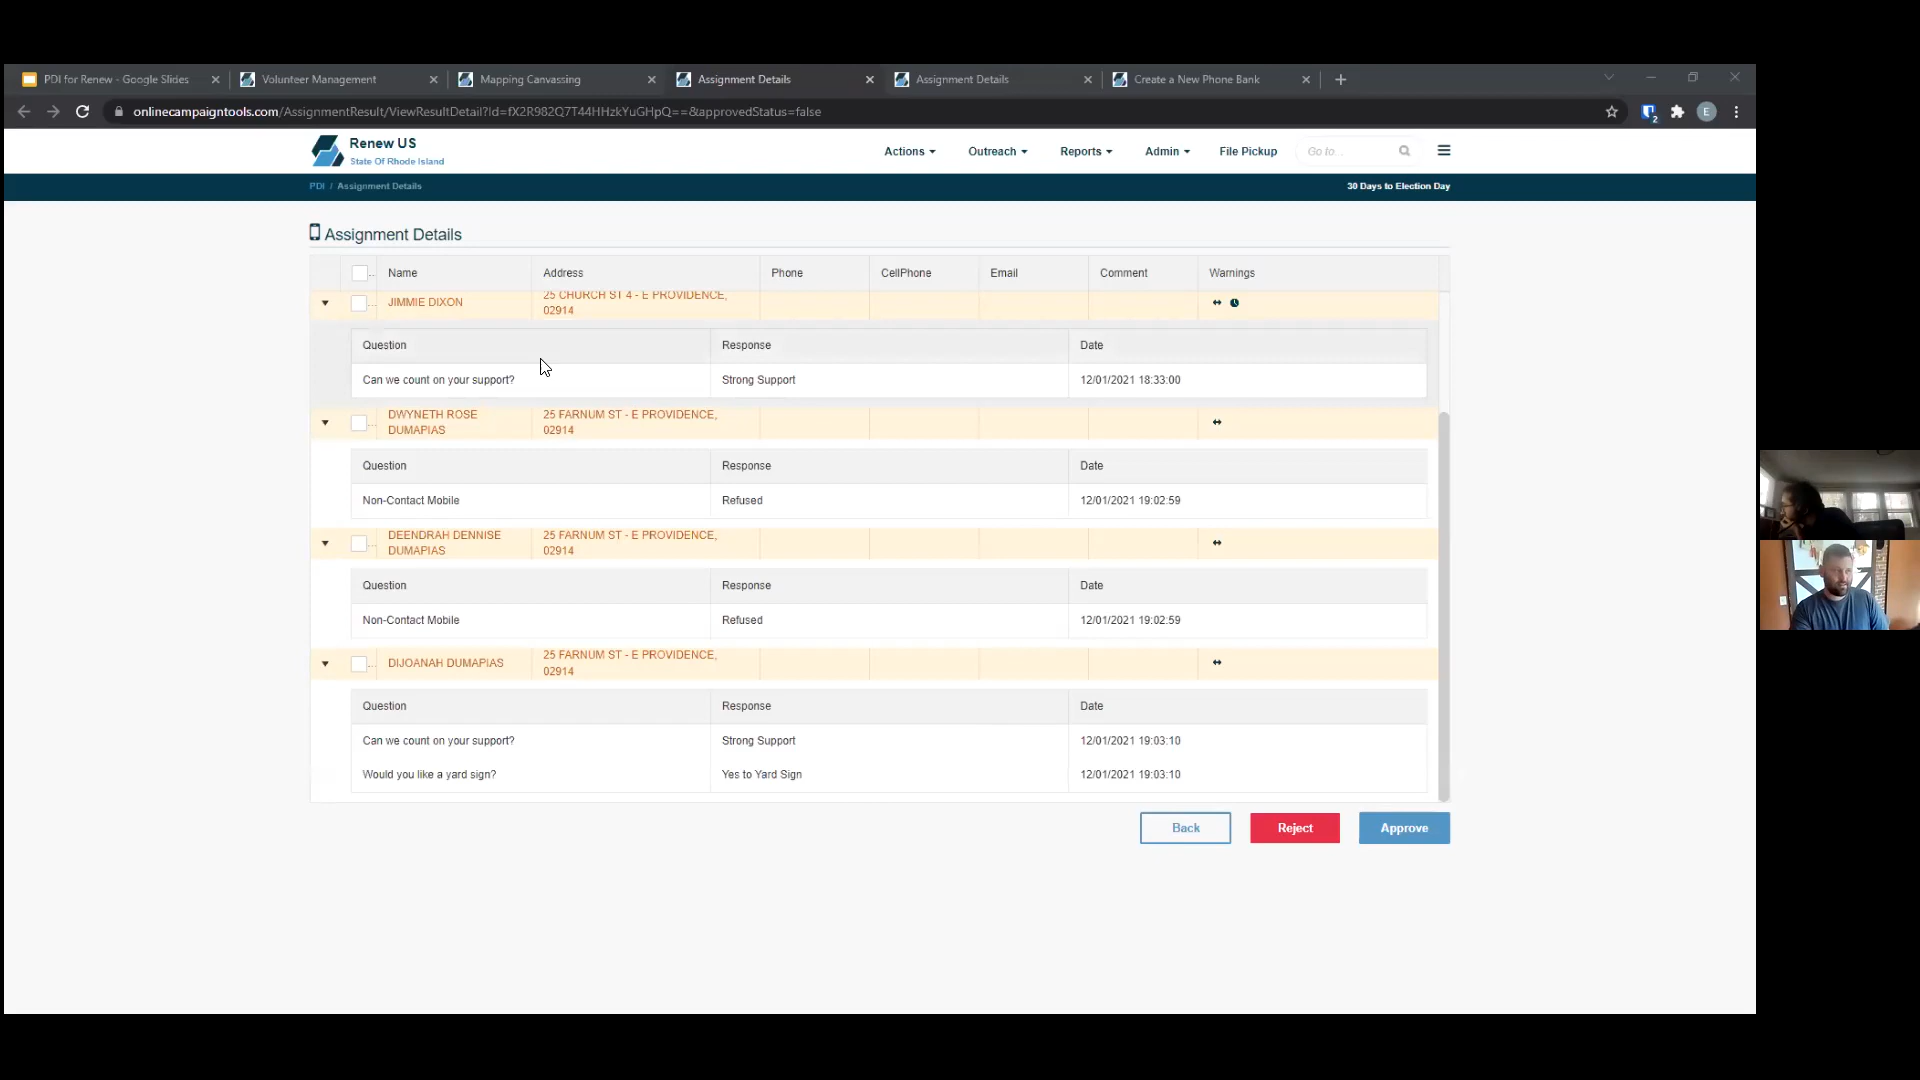 PDI for Renew - Google Slides
Volunteer Management
Mapping Canvassing
Assignment Details
Assignment Details
Create a New Phone Bank
onlinecampaigntools.com/AssignmentResult/ViewResultDetail?Id=fX2R982Q7T44HHzkYuGHpQ==&approvedStatus=false
2
E
Renew US
State Of Rhode Island
Actions
Outreach
Reports
Admin
File Pickup
Go to...
PDI / Assignment Details
30 Days to Election Day
Assignment Details
Name Address Phone CellPhone Email Comment Warnings
JIMMIE DIXON
25 CHURCH ST 4 - E PROVIDENCE,
02914
Question Response Date
Can we count on your support? Strong Support 12/01/2021 18:33:00
DWYNETH ROSE
DUMAPIAS
25 FARNUM ST - E PROVIDENCE,
02914
Question Response Date
Non-Contact Mobile Refused 12/01/2021 19:02:59
DEENDRAH DENNISE
DUMAPIAS
25 FARNUM ST - E PROVIDENCE,
02914
Question Response Date
Non-Contact Mobile Refused 12/01/2021 19:02:59
DIJOANAH DUMAPIAS
25 FARNUM ST - E PROVIDENCE,
02914
Question Response Date
Can we count on your support? Strong Support 12/01/2021 19:03:10
Would you like a yard sign? Yes to Yard Sign 12/01/2021 19:03:10
Back
Reject
Approve